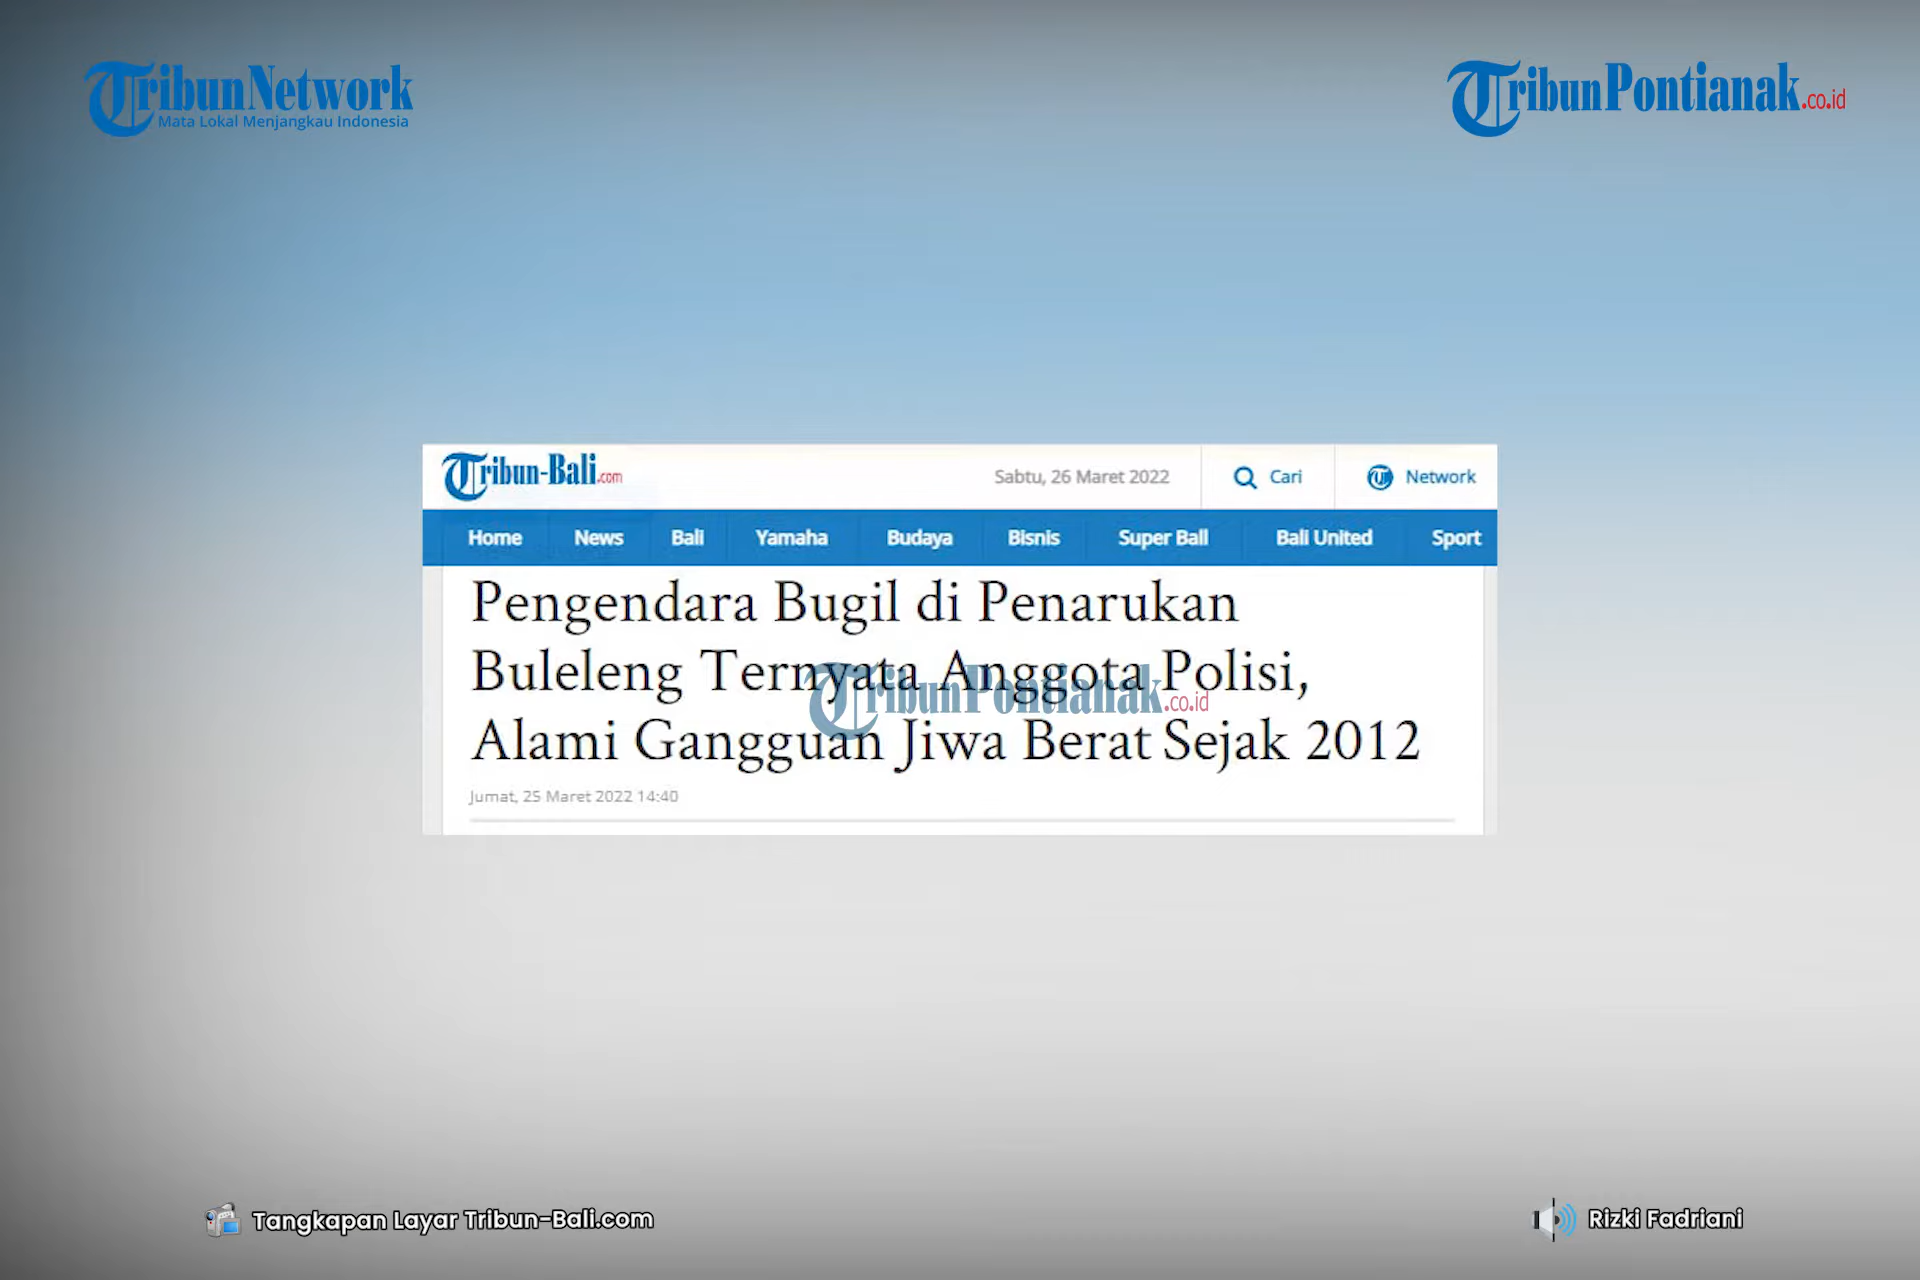 TribunNetwork
Mata Lokal Menjangkau Indonesia
TribunPontianak.co.id
Tribun-Bali.com
Sabtu, 26 Maret 2022
Cari
Network
Home News Bali Yamaha Budaya Bisnis Super Ball Bali United Sport
Pengendara Bugil di Penarukan
Buleleng Ternyata Anggota Polisi,
TribunPontianak.co.id
Alami Gangguan Jiwa Berat Sejak 2012
Jumat, 25 Maret 2022 14:40
Tangkapan Layar Tribun-Bali.com
Rizki Fadriani